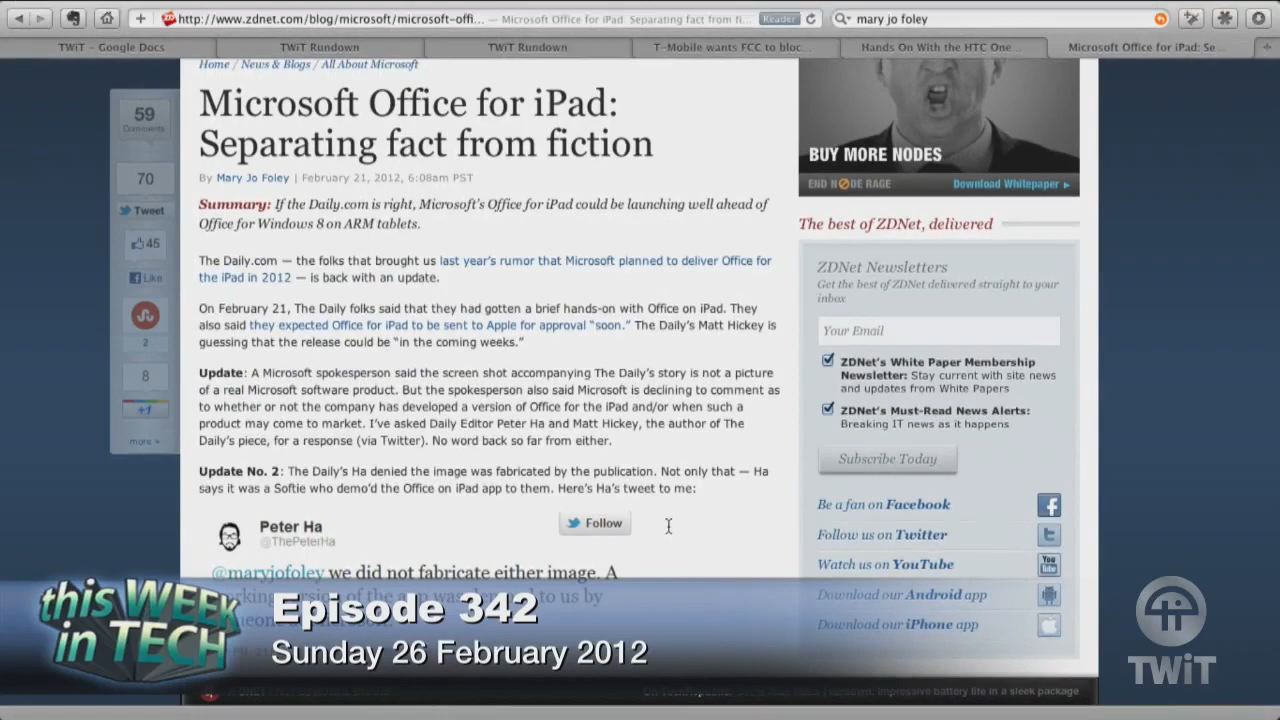 http://www.zdnet.com/blog/microsoft/microsoft-offi... — Microsoft Office for iPad: Separating fact from fi...
Reader
mary jo foley
TWiT – Google Docs
TWiT Rundown
TWiT Rundown
T-Mobile wants FCC to bloc...
Hands On With the HTC One...
Microsoft Office for iPad: Se...
Home / News & Blogs / All About Microsoft
Microsoft Office for iPad:
Separating fact from fiction
By Mary Jo Foley | February 21, 2012, 6:08am PST
Summary: If the Daily.com is right, Microsoft's Office for iPad could be launching well ahead of
Office for Windows 8 on ARM tablets.
The Daily.com — the folks that brought us last year's rumor that Microsoft planned to deliver Office for
the iPad in 2012 — is back with an update.
On February 21, The Daily folks said that they had gotten a brief hands-on with Office on iPad. They
also said they expected Office for iPad to be sent to Apple for approval "soon." The Daily's Matt Hickey is
guessing that the release could be "in the coming weeks."
Update: A Microsoft spokesperson said the screen shot accompanying The Daily's story is not a picture
of a real Microsoft software product. But the spokesperson also said Microsoft is declining to comment as
to whether or not the company has developed a version of Office for the iPad and/or when such a
product may come to market. I've asked Daily Editor Peter Ha and Matt Hickey, the author of The
Daily's piece, for a response (via Twitter). No word back so far from either.
Update No. 2: The Daily's Ha denied the image was fabricated by the publication. Not only that — Ha
says it was a Softie who demo'd the Office on iPad app to them. Here's Ha's tweet to me:
Peter Ha
@ThePeterHa
Follow
@maryjofoley we did not fabricate either image. A
59
Comments
70
Tweet
45
Like
2
8
+1
more »
BUY MORE NODES
END NODE RAGE
Download Whitepaper ►
The best of ZDNet, delivered
ZDNet Newsletters
Get the best of ZDNet delivered straight to your
inbox
Your Email
ZDNet's White Paper Membership
Newsletter: Stay current with site news
and updates from White Papers
ZDNet's Must-Read News Alerts:
Breaking IT news as it happens
Subscribe Today
Be a fan on Facebook
Follow us on Twitter
Watch us on YouTube
Download our Android app
Download our iPhone app
this WEEK
in TECH
Episode 342
Sunday 26 February 2012
TWiT
Impressive battery life in a sleek package